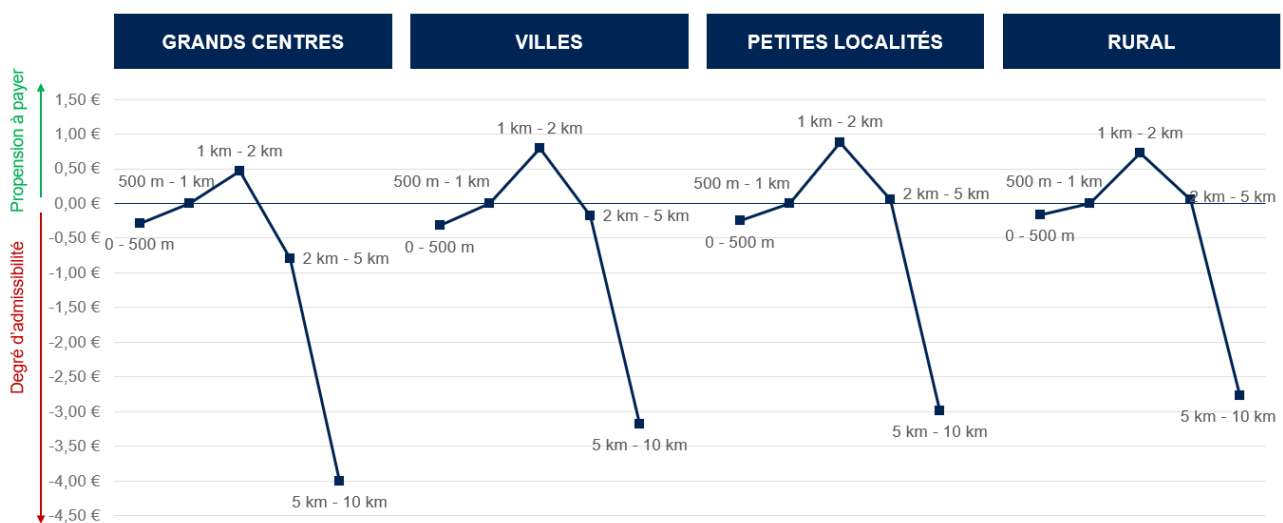 GRANDS CENTRES
VILLES
PETITES LOCALITÉS
RURAL
Propension à payer
Degré d'admissibilité
1,50 €
1,00 €
0,50 €
0,00 €
-0,50 €
-1,00 €
-1,50 €
-2,00 €
-2,50 €
-3,00 €
-3,50 €
-4,00 €
-4,50 €
0 - 500 m
500 m - 1 km
1 km - 2 km
2 km - 5 km
5 km - 10 km
0 - 500 m
500 m - 1 km
1 km - 2 km
2 km - 5 km
5 km - 10 km
0 - 500 m
500 m - 1 km
1 km - 2 km
2 km - 5 km
5 km - 10 km
0 - 500 m
500 m - 1 km
1 km - 2 km
2 km - 5 km
5 km - 10 km